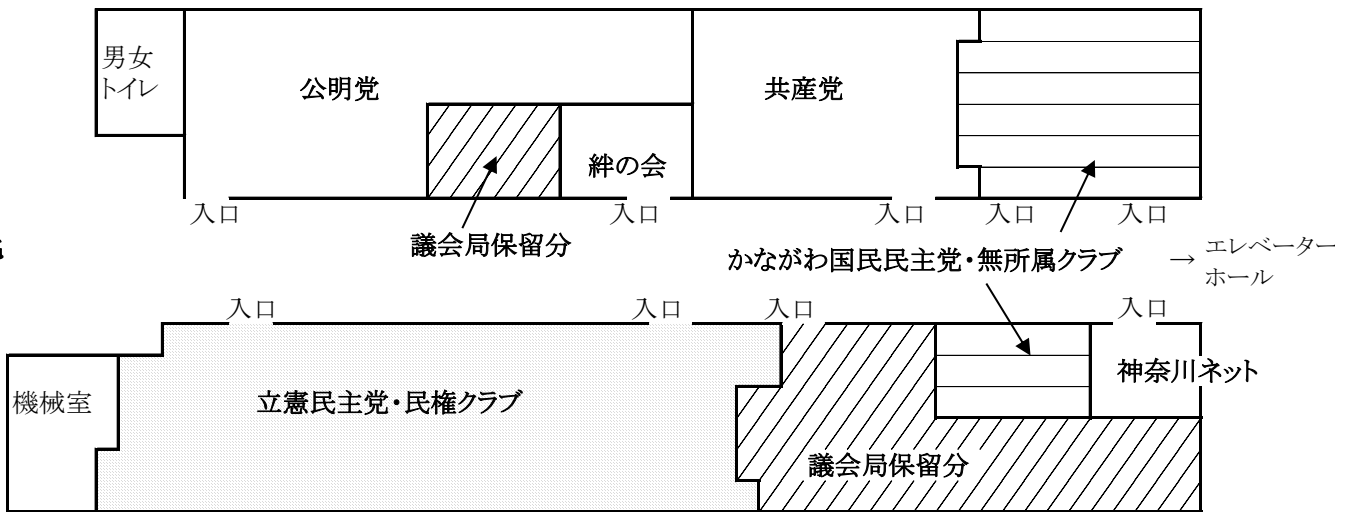 男女
トイレ
公明党
共産党
絆の会
入口
入口
入口
入口
入口
議会局保留分
かながわ国民民主党・無所属クラブ
→ エレベーター
ホール
入口
入口
入口
入口
機械室
立憲民主党・民権クラブ
神奈川ネット
議会局保留分